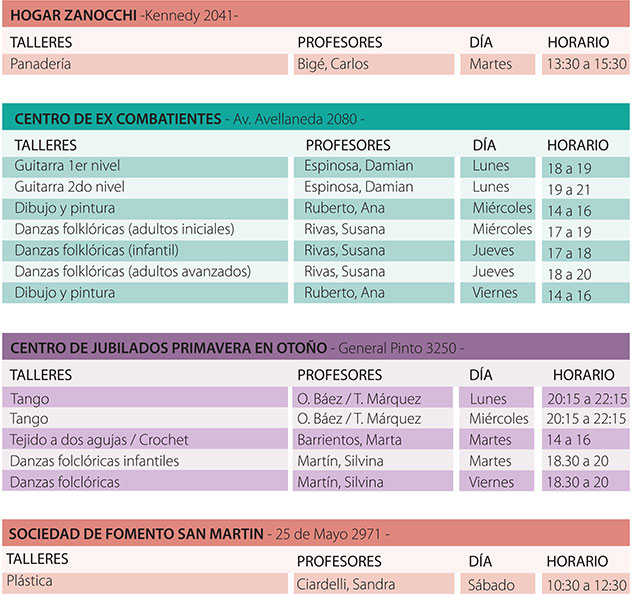 HOGAR ZANOCCHI -Kennedy 2041-
TALLERES PROFESORES DÍA HORARIO
Panadería Bigé, Carlos Martes 13:30 a 15:30
CENTRO DE EX COMBATIENTES - Av. Avellaneda 2080 -
TALLERES PROFESORES DÍA HORARIO
Guitarra 1er nivel Espinosa, Damian Lunes 18 a 19
Guitarra 2do nivel Espinosa, Damian Lunes 19 a 21
Dibujo y pintura Ruberto, Ana Miércoles 14 a 16
Danzas folklóricas (adultos iniciales) Rivas, Susana Miércoles 17 a 19
Danzas folklóricas (infantil) Rivas, Susana Jueves 17 a 18
Danzas folklóricas (adultos avanzados) Rivas, Susana Jueves 18 a 20
Dibujo y pintura Ruberto, Ana Viernes 14 a 16
CENTRO DE JUBILADOS PRIMAVERA EN OTOÑO - General Pinto 3250 -
TALLERES PROFESORES DÍA HORARIO
Tango O. Báez / T. Márquez Lunes 20:15 a 22:15
Tango O. Báez / T. Márquez Miércoles 20:15 a 22:15
Tejido a dos agujas / Crochet Barrientos, Marta Martes 14 a 16
Danzas folclóricas infantiles Martín, Silvina Martes 18.30 a 20
Danzas folclóricas Martín, Silvina Viernes 18.30 a 20
SOCIEDAD DE FOMENTO SAN MARTIN - 25 de Mayo 2971 -
TALLERES PROFESORES DÍA HORARIO
Plástica Ciardelli, Sandra Sábado 10:30 a 12:30